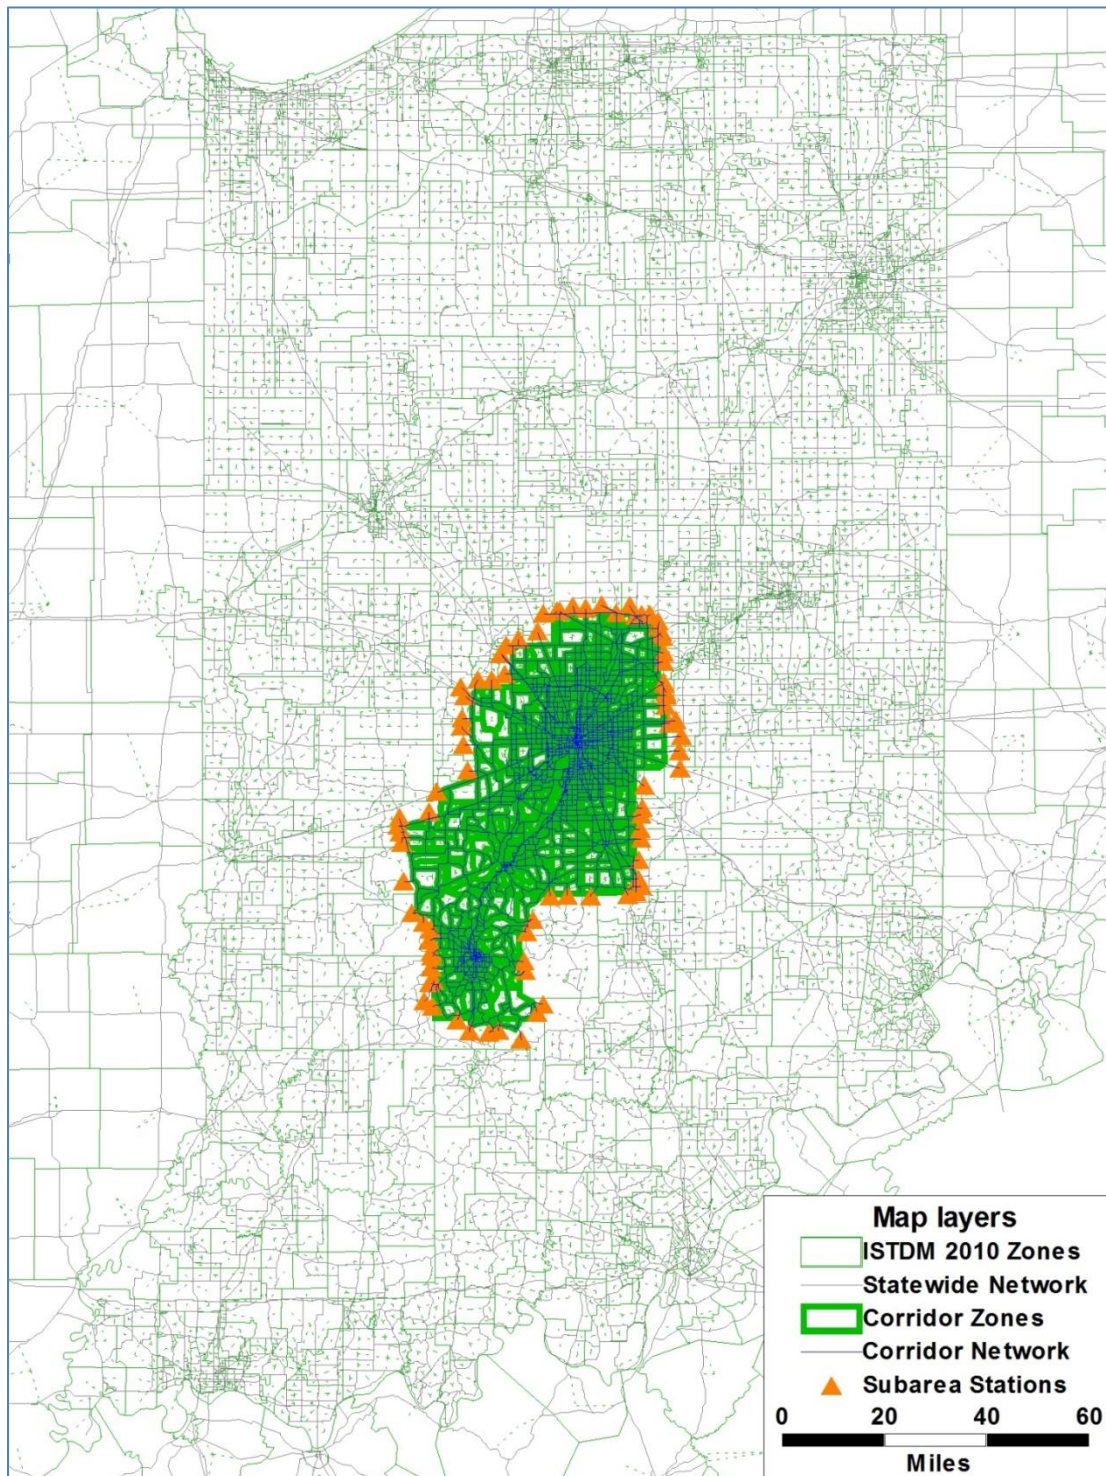 Map layers
ISTDM 2010 Zones
Statewide Network
Corridor Zones
Corridor Network
Subarea Stations
0 20 40 60
Miles